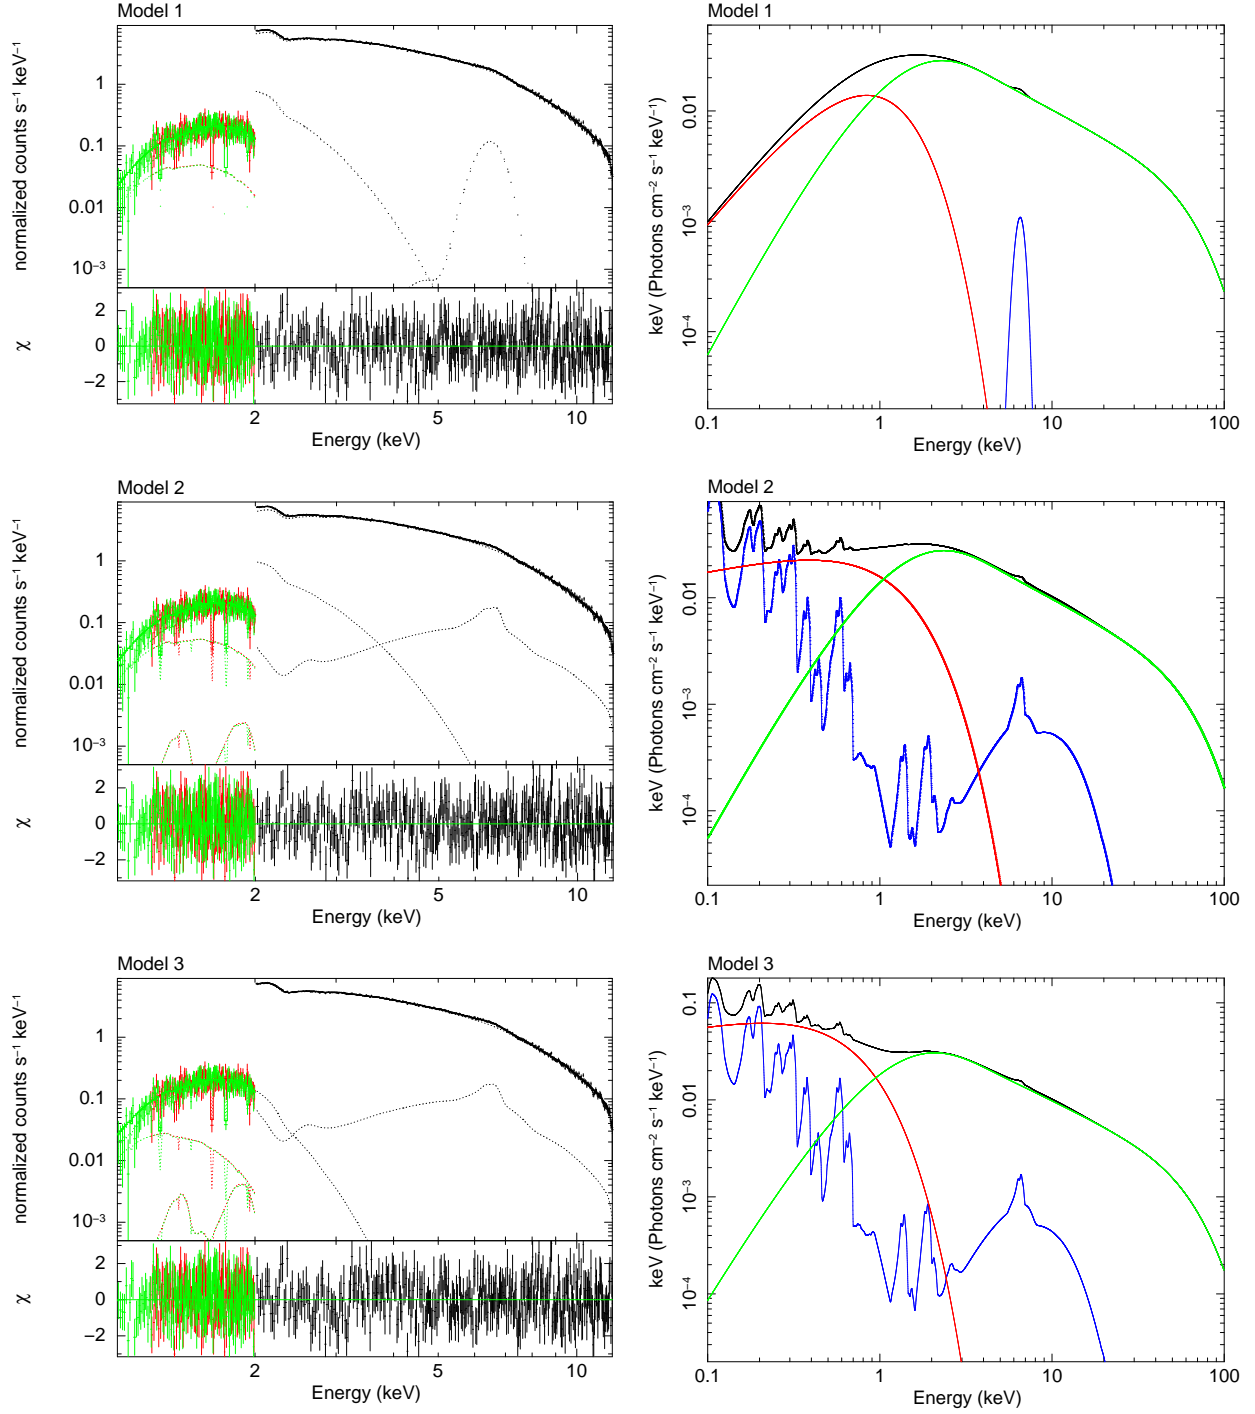 Model 1
normalized counts s⁻¹ keV⁻¹
1
0.1
0.01
10⁻³
χ
2
0
−2
2
5
10
Energy (keV)
Model 1
keV (Photons cm⁻² s⁻¹ keV⁻¹)
0.01
10⁻³
10⁻⁴
0.1
1
10
100
Energy (keV)
Model 2
normalized counts s⁻¹ keV⁻¹
1
0.1
0.01
10⁻³
χ
2
0
−2
2
5
10
Energy (keV)
Model 2
keV (Photons cm⁻² s⁻¹ keV⁻¹)
0.01
10⁻³
10⁻⁴
0.1
1
10
100
Energy (keV)
Model 3
normalized counts s⁻¹ keV⁻¹
1
0.1
0.01
10⁻³
χ
2
0
−2
2
5
10
Energy (keV)
Model 3
keV (Photons cm⁻² s⁻¹ keV⁻¹)
0.1
0.01
10⁻³
10⁻⁴
0.1
1
10
100
Energy (keV)